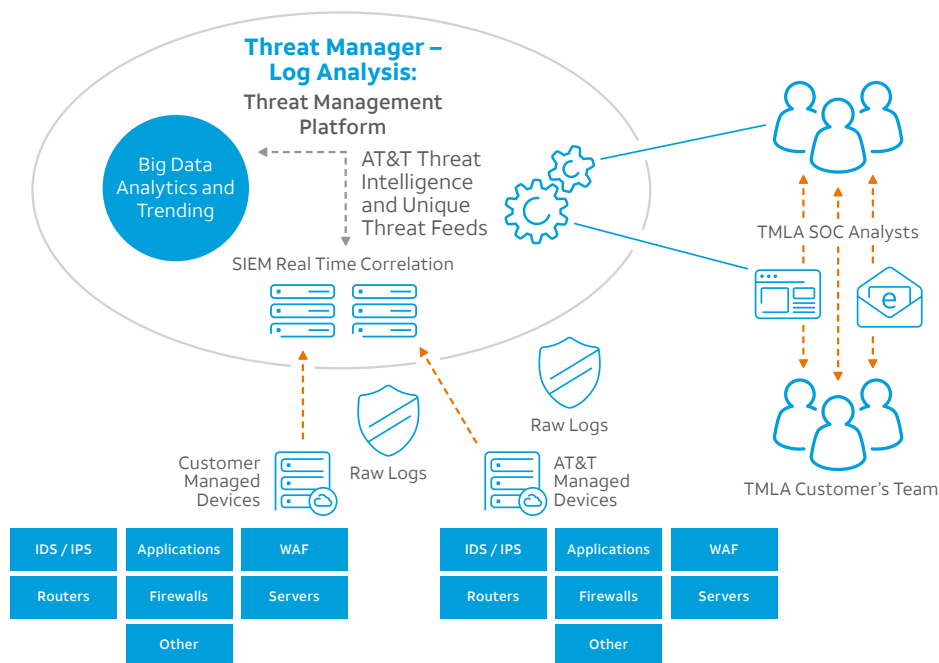 Threat Manager –
Log Analysis:
Threat Management
Platform
Big Data
Analytics and
Trending
AT&T Threat
Intelligence
and Unique
Threat Feeds
SIEM Real Time Correlation
TMLA SOC Analysts
e
TMLA Customer's Team
Raw Logs
Raw Logs
Customer
Managed
Devices
AT&T
Managed
Devices
IDS / IPS
Applications
WAF
Routers
Firewalls
Servers
Other
IDS / IPS
Applications
WAF
Routers
Firewalls
Servers
Other